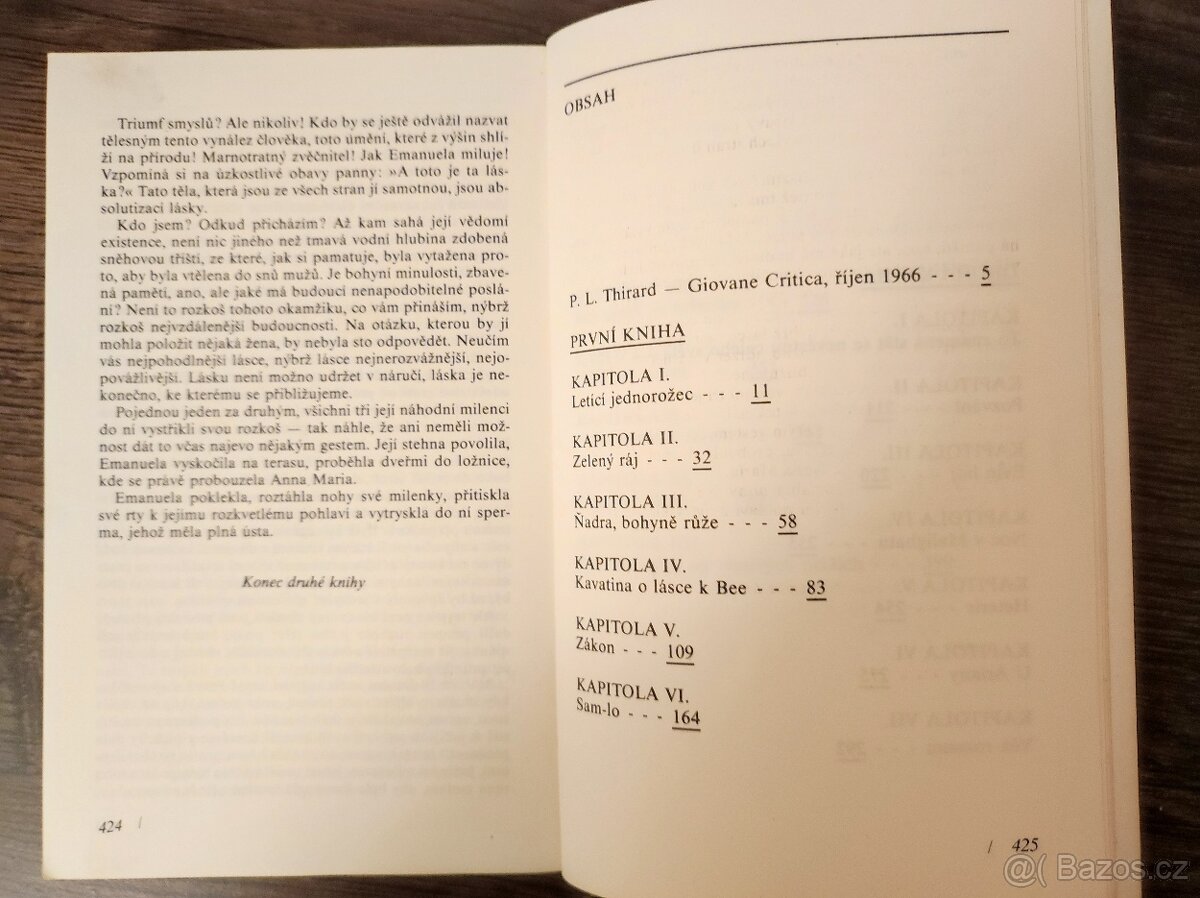 Triumf smyslů? Ale nikoliv! Kdo by se ještě odvážil nazvat
tělesným tento vynález člověka, toto umění, které z výšin shlí-
ží na přírodu! Marnotratný zvěčnitel! Jak Emanuela miluje!
Vzpomíná si na úzkostlivé obavy panny: »A toto je ta lás-
ka?« Tato těla, která jsou ze všech stran jí samotnou, jsou ab-
solutizací lásky.
Kdo jsem? Odkud přicházím? Až kam sahá její vědomí
existence, není nic jiného než tmavá vodní hlubina zdobená
sněhovou tříští, ze které, jak si pamatuje, byla vytažena pro-
to, aby byla vtělena do snů mužů. Je bohyní minulosti, zbave-
ná paměti, ano, ale jaké má budoucí nenapodobitelné poslá-
ní? Není to rozkoš tohoto okamžiku, co vám přináším, nýbrž
rozkoš nejvzdálenější budoucnosti. Na otázku, kterou by jí
mohla položit nějaká žena, by nebyla sto odpovědět. Neučím
vás nejpohodlnější lásce, nýbrž lásce nejnerozvážnější, nejo-
povážlivější. Lásku není možno udržet v náručí, láska je ne-
konečno, ke kterému se přibližujeme.
Pojednou jeden za druhým, všichni tři její náhodní milenci
do ní vystříkli svou rozkoš — tak náhle, že ani neměli mož-
nost dát to včas najevo nějakým gestem. Její stehna povolila,
Emanuela vyskočila na terasu, proběhla dveřmi do ložnice,
kde se právě probouzela Anna Maria.
Emanuela poklekla, roztáhla nohy své milenky, přitiskla
své rty k jejímu rozkvetlému pohlaví a vytryskla do ní sper-
ma, jehož měla plná ústa.
Konec druhé knihy
424 /
OBSAH
P. L. Thirard — Giovane Critica, říjen 1966 - - - 5
PRVNÍ KNIHA
KAPITOLA I.
Letící jednorožec - - - 11
KAPITOLA II.
Zelený ráj - - - 32
KAPITOLA III.
Ňadra, bohyně růže - - - 58
KAPITOLA IV.
Kavatina o lásce k Bee - - - 83
KAPITOLA V.
Zákon - - - 109
KAPITOLA VI.
Sam-lo - - - 164
/ 425
@( Bazos.cz